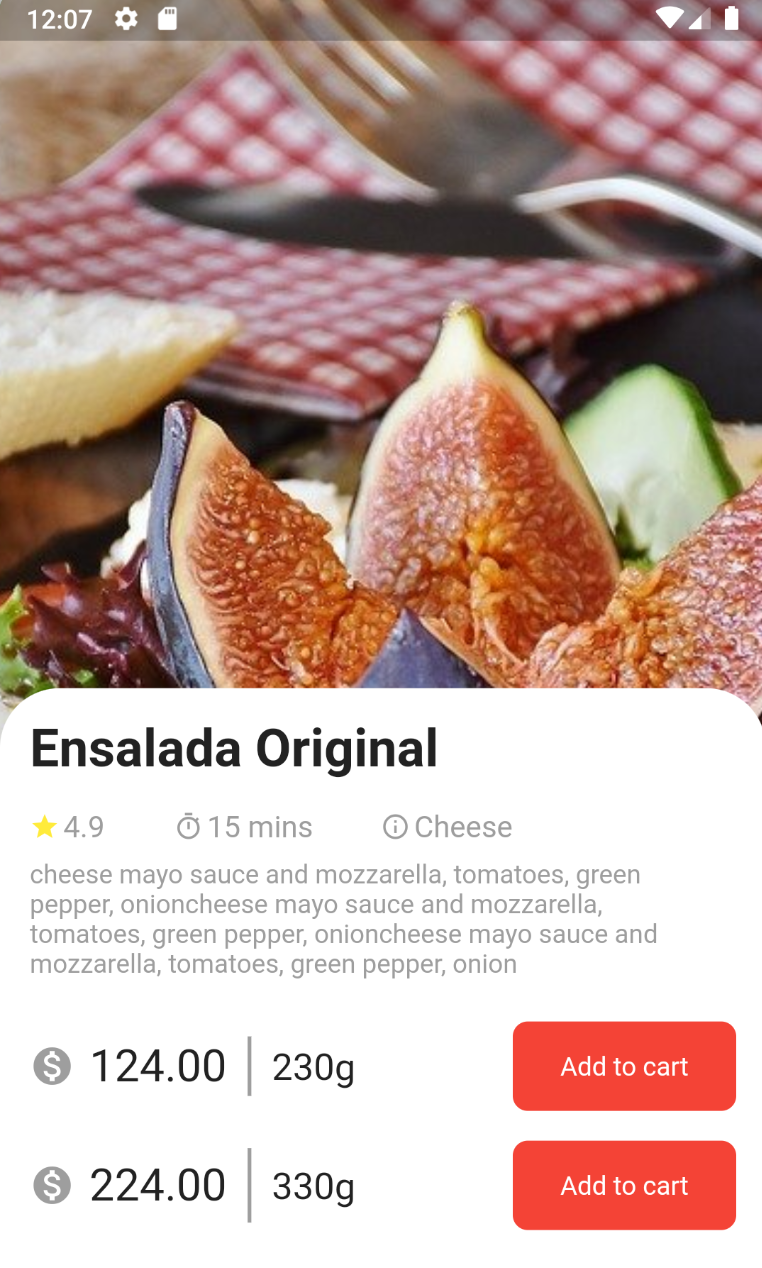 12:07
Ensalada Original
4.9 15 mins Cheese
cheese mayo sauce and mozzarella, tomatoes, green
pepper, onioncheese mayo sauce and mozzarella,
tomatoes, green pepper, onioncheese mayo sauce and
mozzarella, tomatoes, green pepper, onion
$ 124.00 230g Add to cart
$ 224.00 330g Add to cart